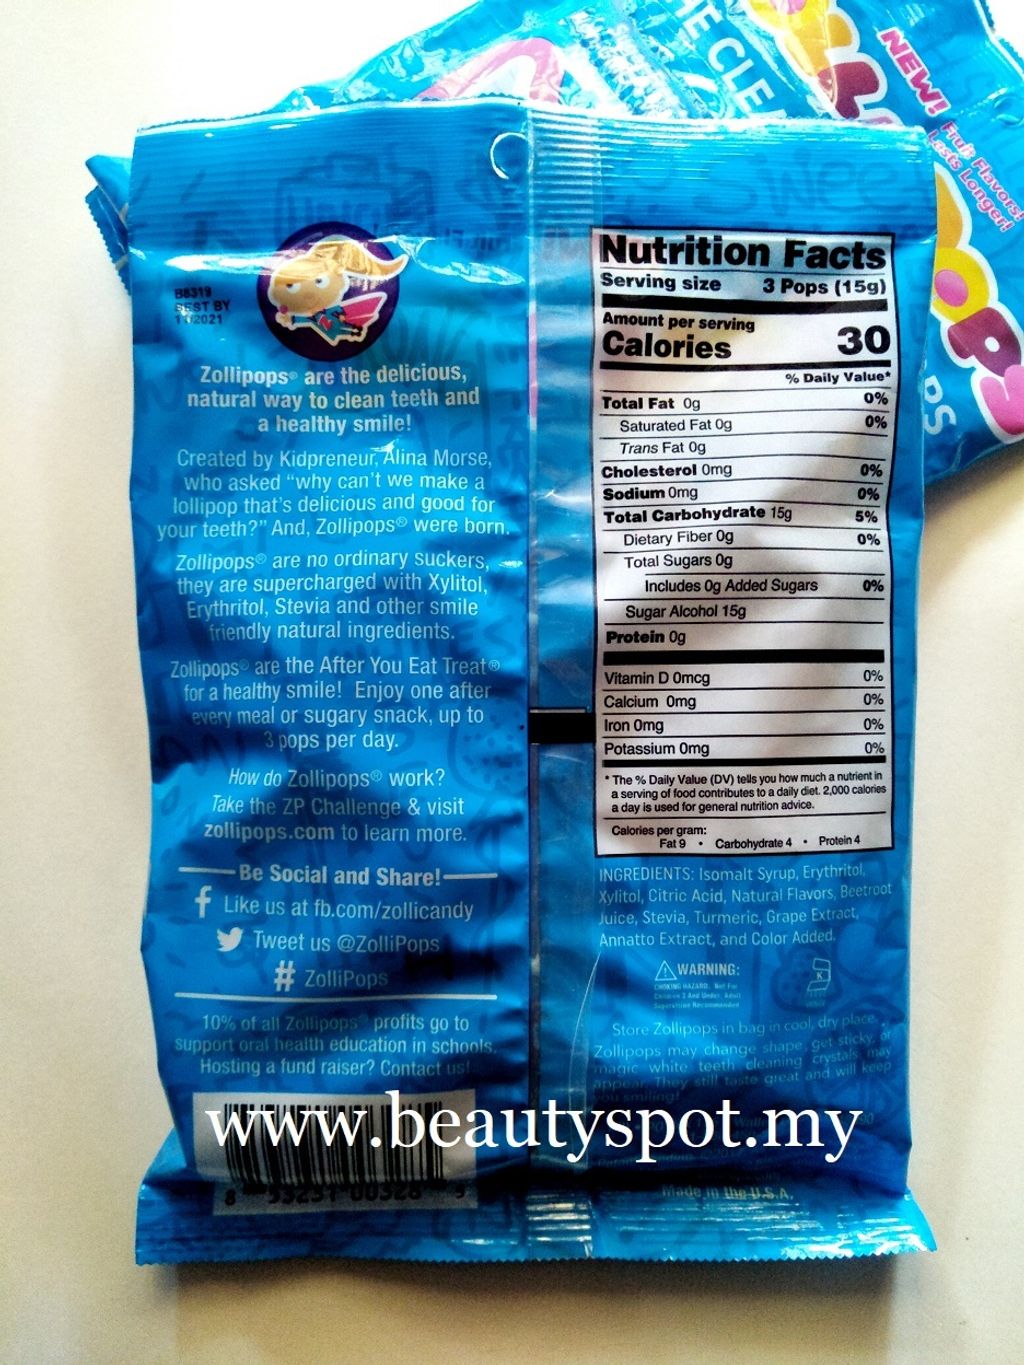 HE CLEA
NEW!
Fruit Flavors!
Lasts Longer!
B8319
BEST BY
11/2021
Zollipops® are the delicious,
natural way to clean teeth and
a healthy smile!
Created by Kidpreneur, Alina Morse,
who asked “why can’t we make a
lollipop that’s delicious and good for
your teeth?” And, Zollipops® were born.
Zollipops® are no ordinary suckers,
they are supercharged with Xylitol,
Erythritol, Stevia and other smile
friendly natural ingredients.
Zollipops® are the After You Eat Treat®
for a healthy smile! Enjoy one after
every meal or sugary snack, up to
3 pops per day.
How do Zollipops® work?
Take the ZP Challenge & visit
zollipops.com to learn more.
Be Social and Share!
f Like us at fb.com/zollicandy
Tweet us @ZolliPops
# ZolliPops
10% of all Zollipops® profits go to
support oral health education in schools.
Hosting a fund raiser? Contact us!
Nutrition Facts
Serving size 3 Pops (15g)
Amount per serving
Calories 30
% Daily Value*
Total Fat 0g 0%
Saturated Fat 0g 0%
Trans Fat 0g
Cholesterol 0mg 0%
Sodium 0mg 0%
Total Carbohydrate 15g 5%
Dietary Fiber 0g 0%
Total Sugars 0g
Includes 0g Added Sugars 0%
Sugar Alcohol 15g
Protein 0g
Vitamin D 0mcg 0%
Calcium 0mg 0%
Iron 0mg 0%
Potassium 0mg 0%
* The % Daily Value (DV) tells you how much a nutrient in
a serving of food contributes to a daily diet. 2,000 calories
a day is used for general nutrition advice.
Calories per gram:
Fat 9 • Carbohydrate 4 • Protein 4
INGREDIENTS: Isomalt Syrup, Erythritol,
Xylitol, Citric Acid, Natural Flavors, Beetroot
Juice, Stevia, Turmeric, Grape Extract,
Annatto Extract, and Color Added.
WARNING:
CHOKING HAZARD. Not For
Children 3 And Under. Adult
Supervision Recommended
K
Store Zollipops in bag in cool, dry place.
Zollipops may change shape, get sticky, or
magic white teeth cleaning crystals may
appear. They still taste great and will keep
you smiling!
www.beautyspot.my
Made in the U.S.A.